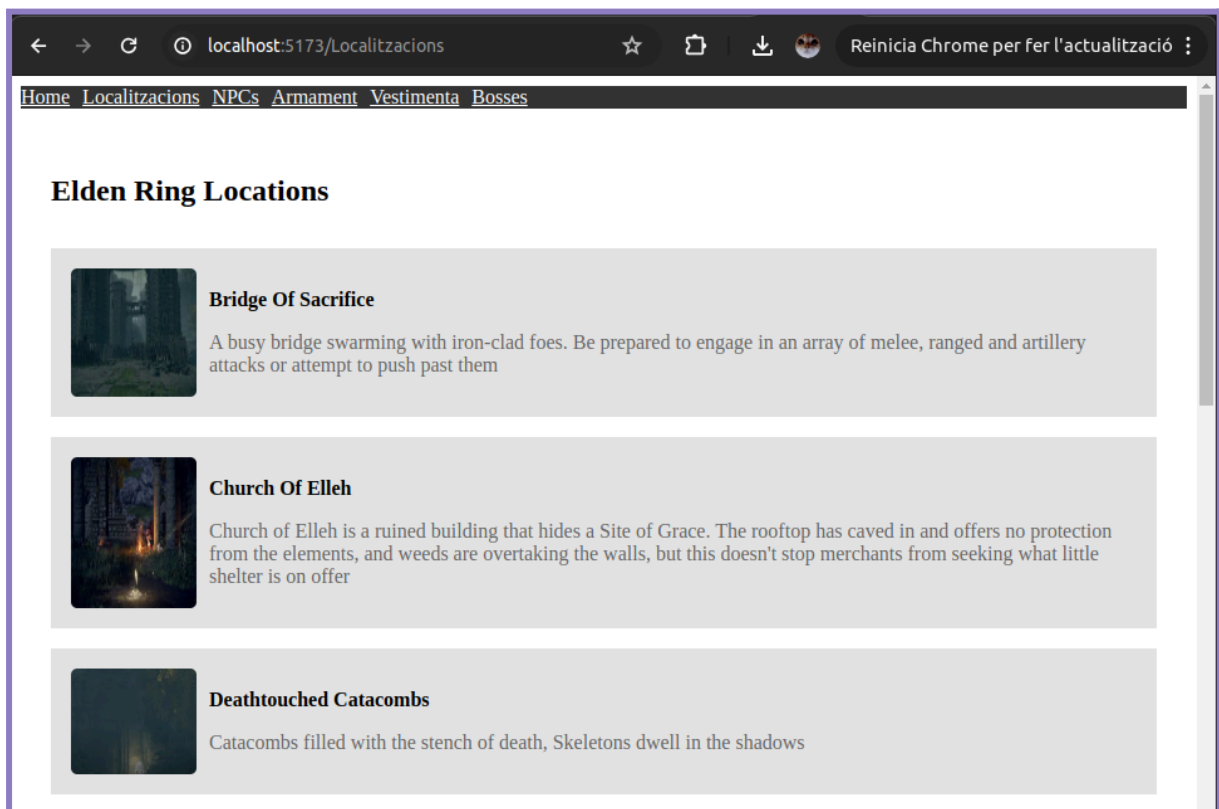 localhost:5173/Localitzacions
Reinicia Chrome per fer l'actualització
Home Localitzacions NPCs Armament Vestimenta Bosses
Elden Ring Locations
Bridge Of Sacrifice
A busy bridge swarming with iron-clad foes. Be prepared to engage in an array of melee, ranged and artillery
attacks or attempt to push past them
Church Of Elleh
Church of Elleh is a ruined building that hides a Site of Grace. The rooftop has caved in and offers no protection
from the elements, and weeds are overtaking the walls, but this doesn't stop merchants from seeking what little
shelter is on offer
Deathtouched Catacombs
Catacombs filled with the stench of death, Skeletons dwell in the shadows